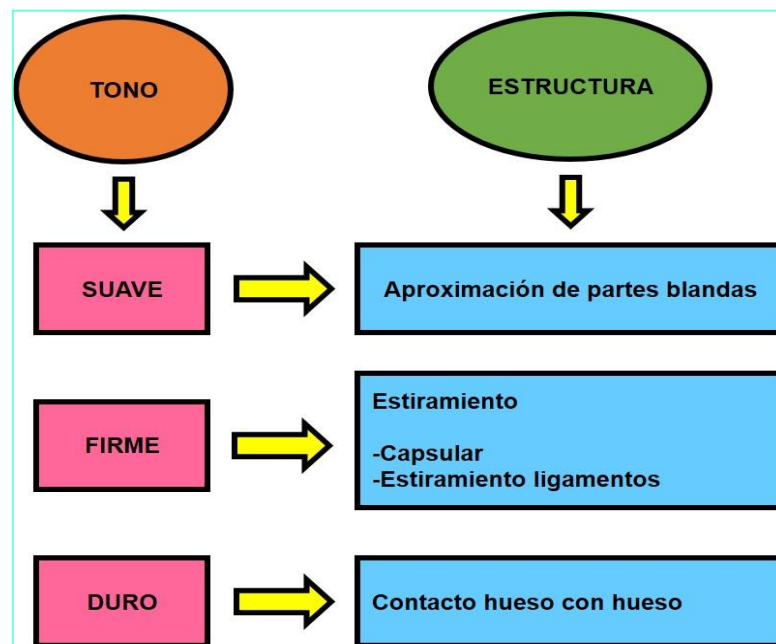 TONO
ESTRUCTURA
SUAVE
Aproximación de partes blandas
FIRME
Estiramiento
-Capsular
-Estiramiento ligamentos
DURO
Contacto hueso con hueso